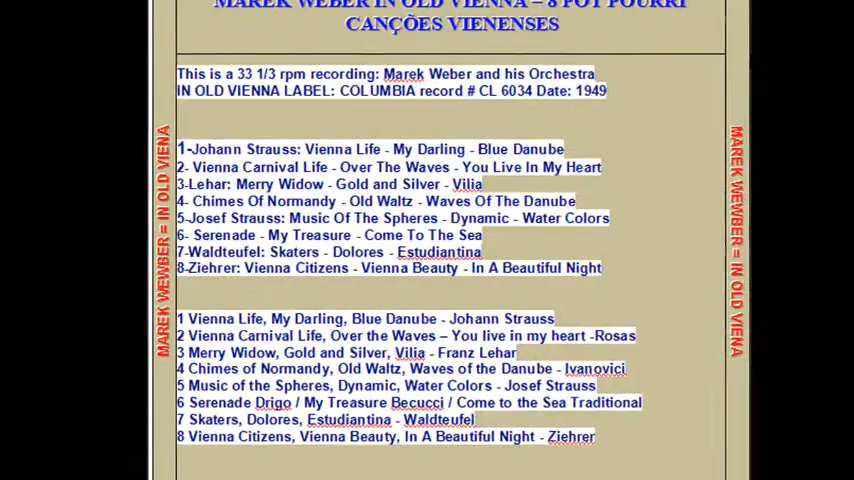 MAREK WEBER IN OLD VIENNA – 8 POT POURRI
CANÇÕES VIENENSES
This is a 33 1/3 rpm recording: Marek Weber and his Orchestra
IN OLD VIENNA LABEL: COLUMBIA record # CL 6034 Date: 1949
1-Johann Strauss: Vienna Life - My Darling - Blue Danube
2- Vienna Carnival Life - Over The Waves - You Live In My Heart
3-Lehar: Merry Widow - Gold and Silver - Vilia
4- Chimes Of Normandy - Old Waltz - Waves Of The Danube
5-Josef Strauss: Music Of The Spheres - Dynamic - Water Colors
6- Serenade - My Treasure - Come To The Sea
7-Waldteufel: Skaters - Dolores - Estudiantina
8-Ziehrer: Vienna Citizens - Vienna Beauty - In A Beautiful Night
1 Vienna Life, My Darling, Blue Danube - Johann Strauss
2 Vienna Carnival Life, Over the Waves – You live in my heart -Rosas
3 Merry Widow, Gold and Silver, Vilia - Franz Lehar
4 Chimes of Normandy, Old Waltz, Waves of the Danube - Ivanovici
5 Music of the Spheres, Dynamic, Water Colors - Josef Strauss
6 Serenade Drigo / My Treasure Becucci / Come to the Sea Traditional
7 Skaters, Dolores, Estudiantina - Waldteufel
8 Vienna Citizens, Vienna Beauty, In A Beautiful Night - Ziehrer
MAREK WEWBER = IN OLD VIENA
MAREK WEWBER = IN OLD VIENA